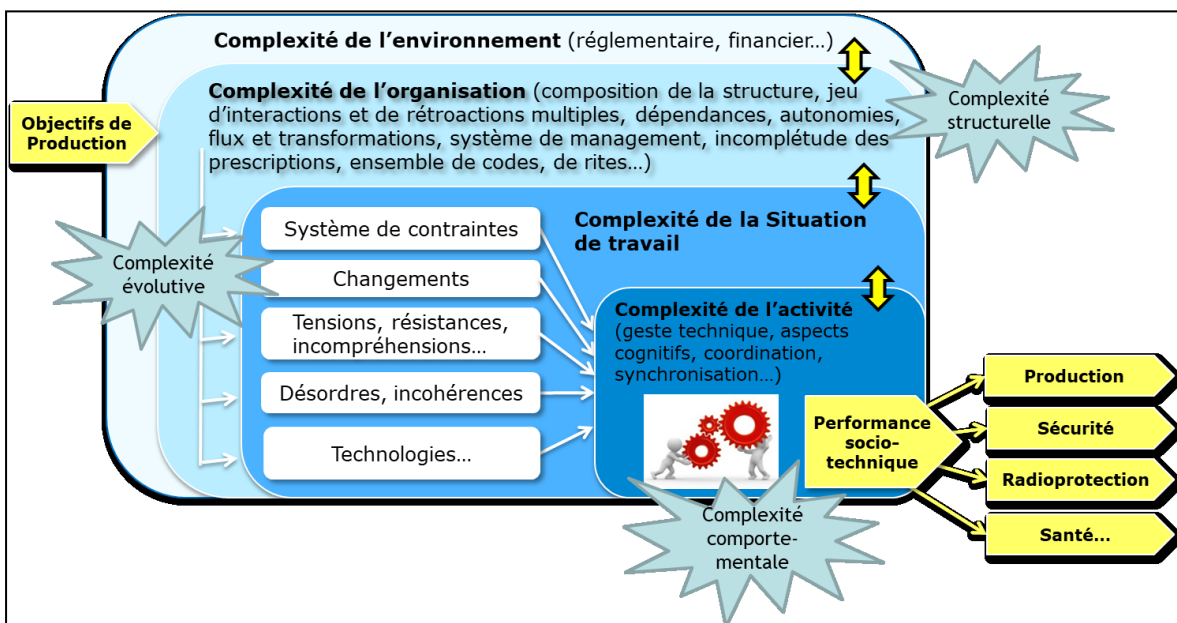 Complexité de l'environnement (réglementaire, financier…)
Complexité de l'organisation (composition de la structure, jeu
d'interactions et de rétroactions multiples, dépendances, autonomies,
flux et transformations, système de management, incomplétude des
prescriptions, ensemble de codes, de rites…)
Complexité
structurelle
Objectifs de
Production
Complexité
évolutive
Système de contraintes
Changements
Tensions, résistances,
incompréhensions…
Désordres, incohérences
Technologies…
Complexité de la Situation
de travail
Complexité de l'activité
(geste technique, aspects
cognitifs, coordination,
synchronisation…)
Complexité
comporte-
mentale
Performance
socio-
technique
Production
Sécurité
Radioprotection
Santé…